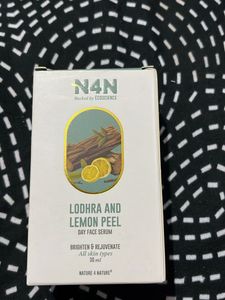 N4N
Backed by ECOSCIENCE
LODHRA AND
LEMON PEEL
DAY FACE SERUM
BRIGHTEN & REJUVENATE
All skin types
30 ml
NATURE 4 NATURE®